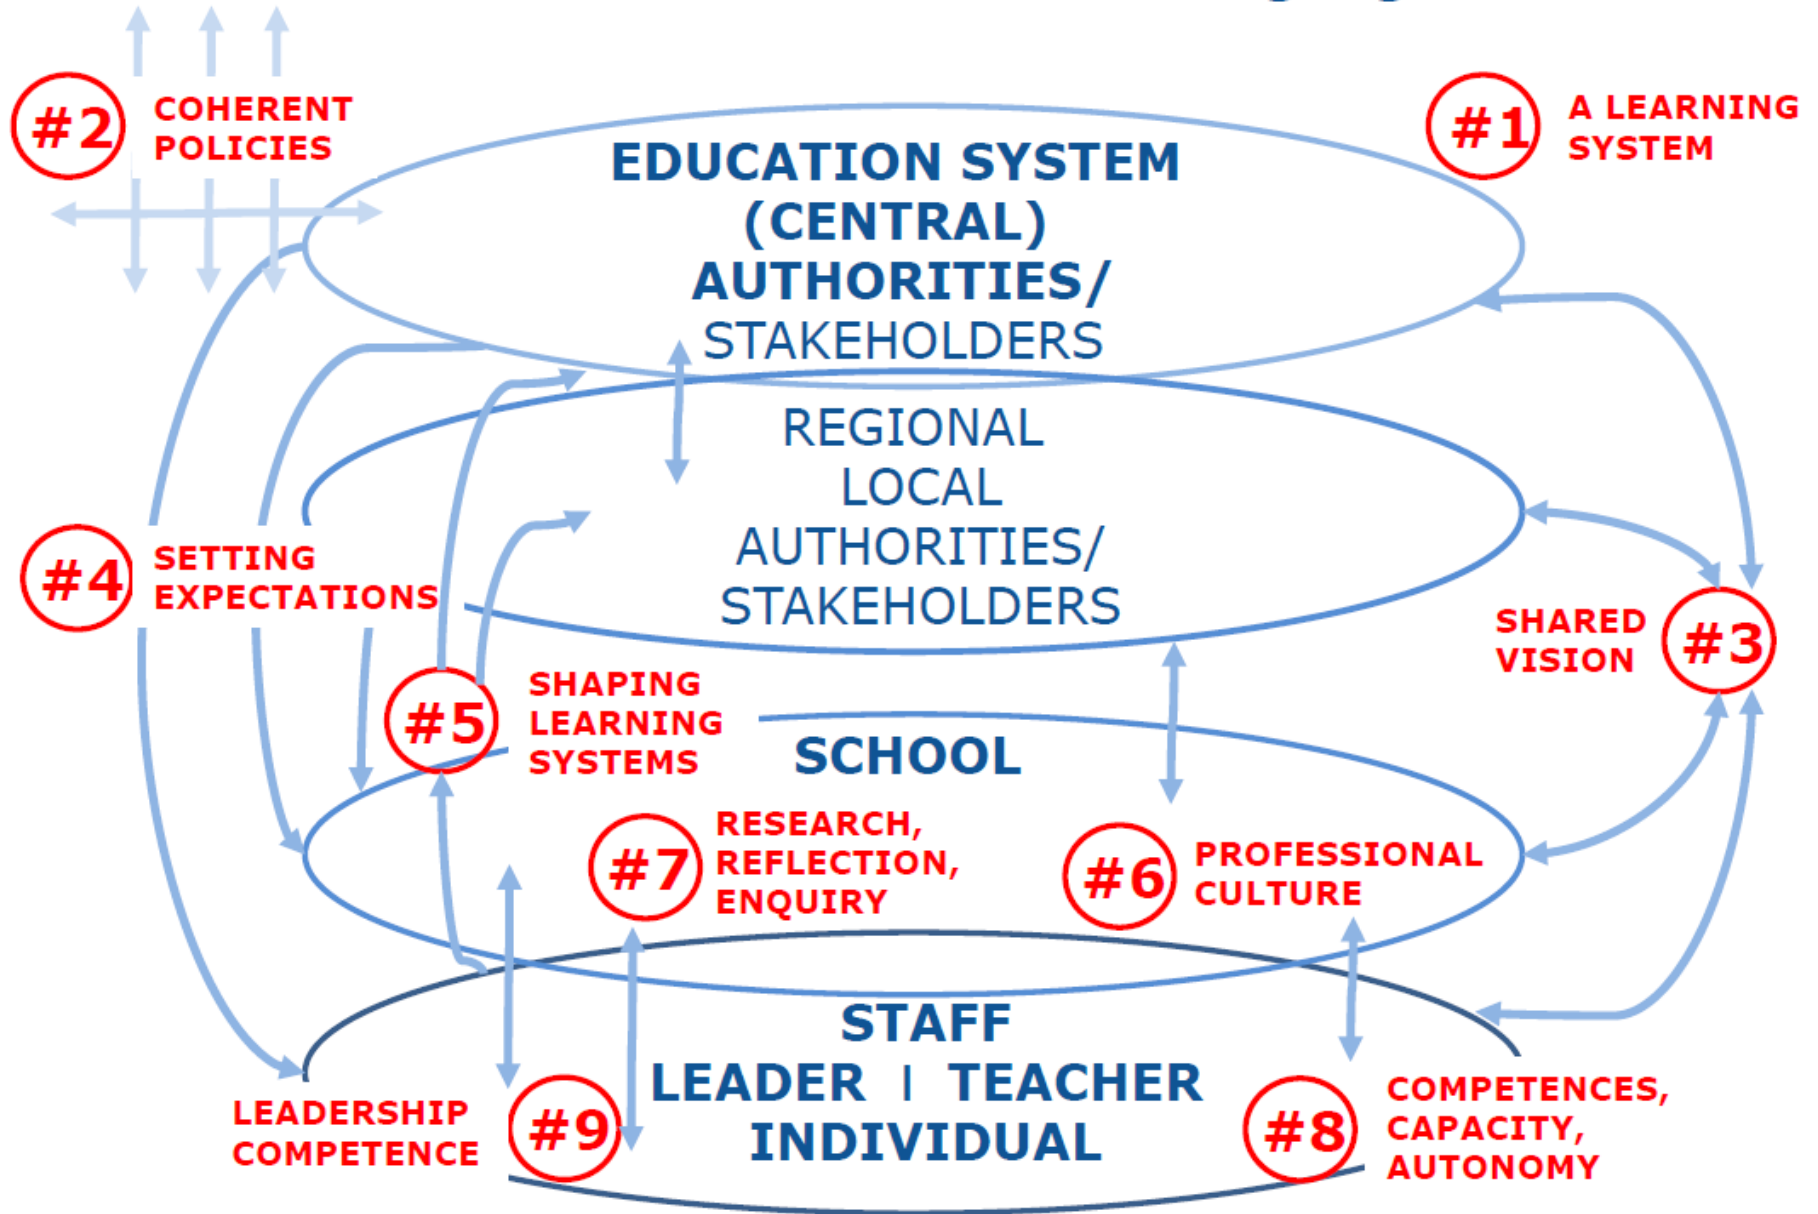 #2
COHERENT
POLICIES
#1
A LEARNING
SYSTEM
EDUCATION SYSTEM
(CENTRAL)
AUTHORITIES/
STAKEHOLDERS
REGIONAL
LOCAL
AUTHORITIES/
STAKEHOLDERS
#4
SETTING
EXPECTATIONS
SHARED
VISION
#3
#5
SHAPING
LEARNING
SYSTEMS
SCHOOL
#7
RESEARCH,
REFLECTION,
ENQUIRY
#6
PROFESSIONAL
CULTURE
STAFF
LEADER | TEACHER
INDIVIDUAL
LEADERSHIP
COMPETENCE
#9
#8
COMPETENCES,
CAPACITY,
AUTONOMY